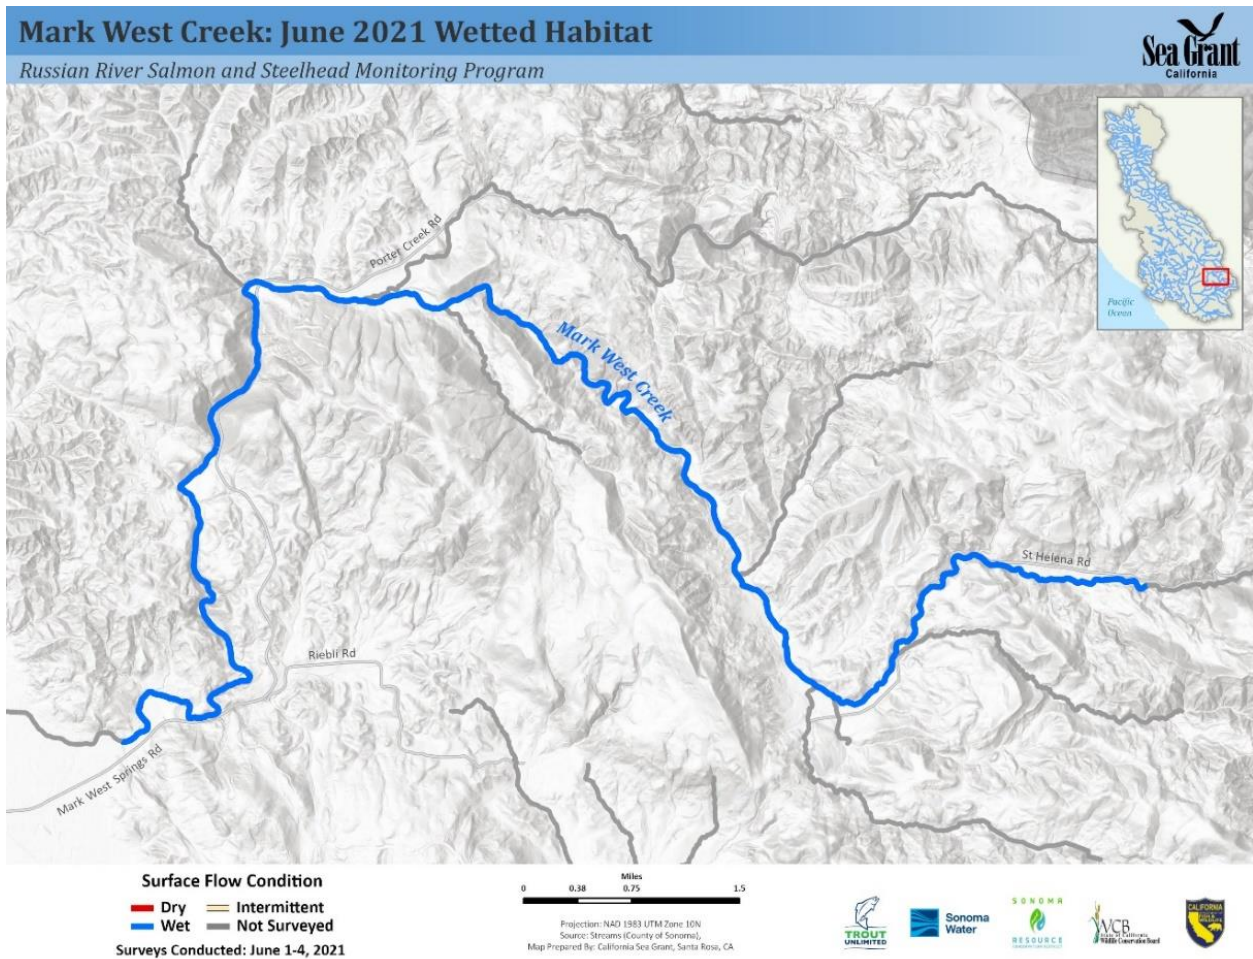 Mark West Creek: June 2021 Wetted Habitat
Russian River Salmon and Steelhead Monitoring Program
Sea Grant
California
Pacific
Ocean
Porter Creek Rd
Mark West Creek
St Helena Rd
Riebli Rd
Mark West Springs Rd
Surface Flow Condition
Dry
Intermittent
Wet
Not Surveyed
Surveys Conducted: June 1-4, 2021
Miles
0 0.38 0.75 1.5
Projection: NAD 1983 UTM Zone 10N
Source: Streams (County of Sonoma),
Map Prepared By: California Sea Grant, Santa Rosa, CA
TROUT
UNLIMITED
Sonoma
Water
SONOMA
RESOURCE
WCB
Wildlife Conservation Board
CALIFORNIA